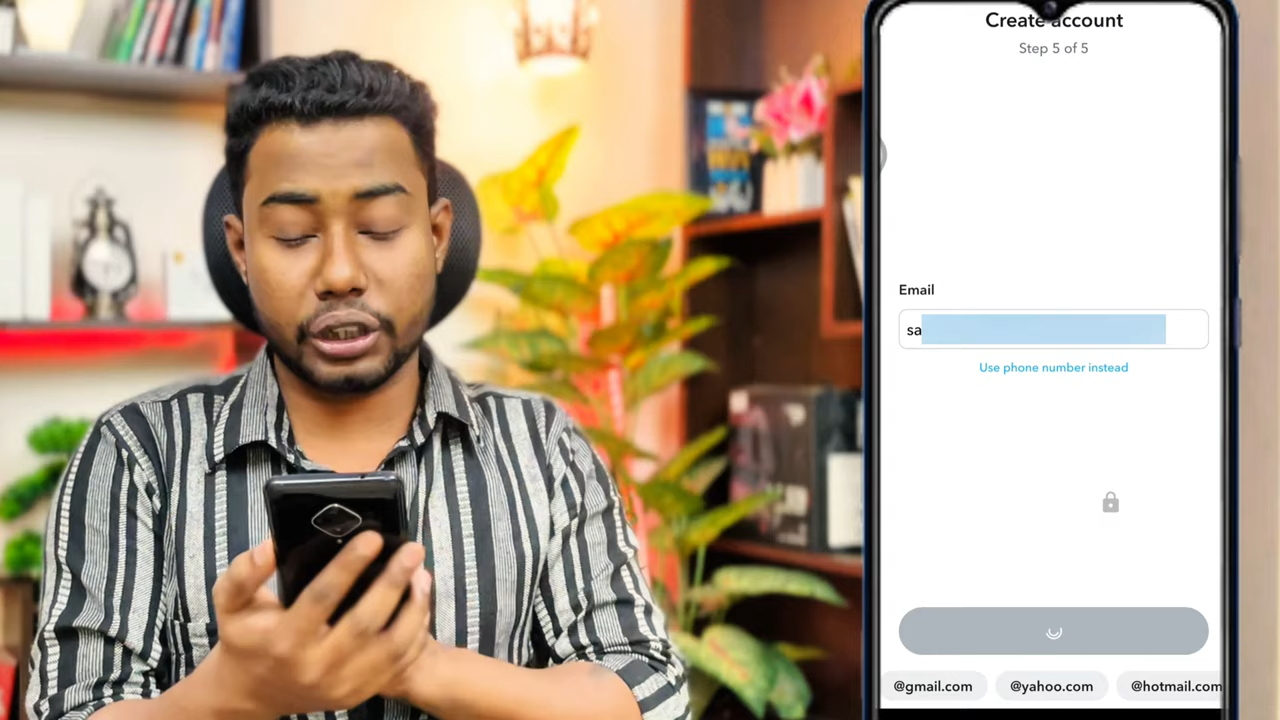 Create account
Step 5 of 5
Email
sa
Use phone number instead
@gmail.com
@yahoo.com
@hotmail.com